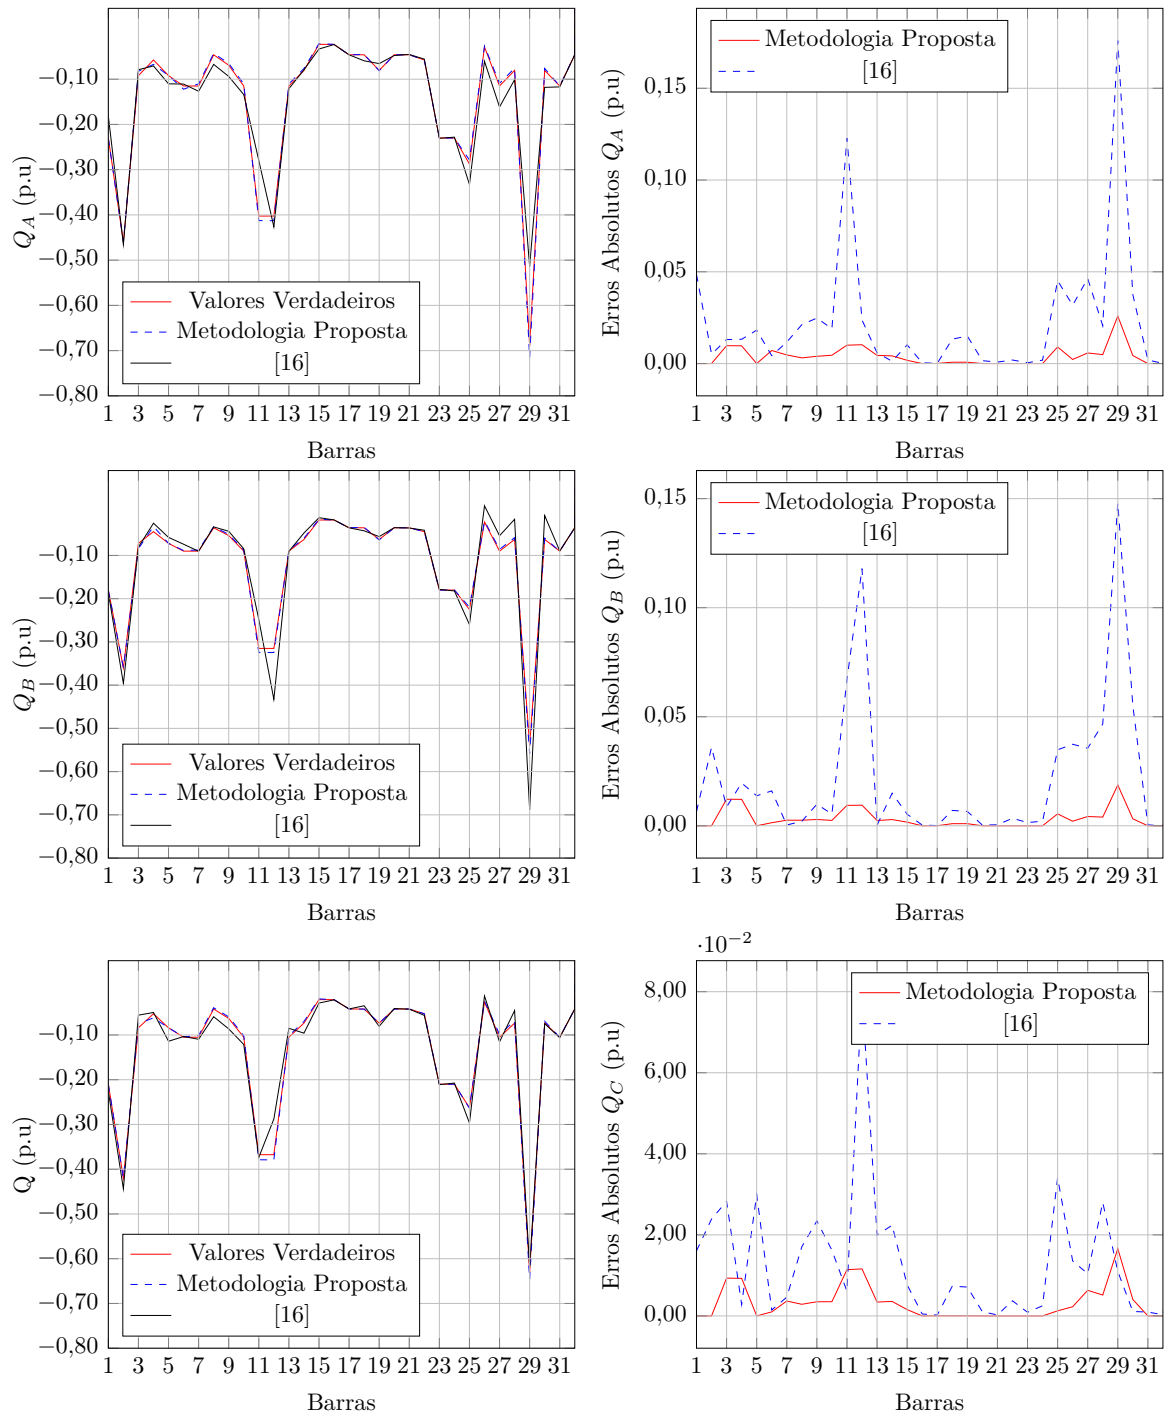 −0,10
−0,20
−0,30
−0,40
−0,50
−0,60
−0,70
−0,80
Q_A (p.u)
Valores Verdadeiros
Metodologia Proposta
[16]
1 3 5 7 9 11 13 15 17 19 21 23 25 27 29 31
Barras
0,15
0,10
0,05
0,00
Erros Absolutos Q_A (p.u)
Metodologia Proposta
[16]
1 3 5 7 9 11 13 15 17 19 21 23 25 27 29 31
Barras
−0,10
−0,20
−0,30
−0,40
−0,50
−0,60
−0,70
−0,80
Q_B (p.u)
Valores Verdadeiros
Metodologia Proposta
[16]
1 3 5 7 9 11 13 15 17 19 21 23 25 27 29 31
Barras
0,15
0,10
0,05
0,00
Erros Absolutos Q_B (p.u)
Metodologia Proposta
[16]
1 3 5 7 9 11 13 15 17 19 21 23 25 27 29 31
Barras
−0,10
−0,20
−0,30
−0,40
−0,50
−0,60
−0,70
−0,80
Q (p.u)
Valores Verdadeiros
Metodologia Proposta
[16]
1 3 5 7 9 11 13 15 17 19 21 23 25 27 29 31
Barras
·10⁻²
8,00
6,00
4,00
2,00
0,00
Erros Absolutos Q_C (p.u)
Metodologia Proposta
[16]
1 3 5 7 9 11 13 15 17 19 21 23 25 27 29 31
Barras